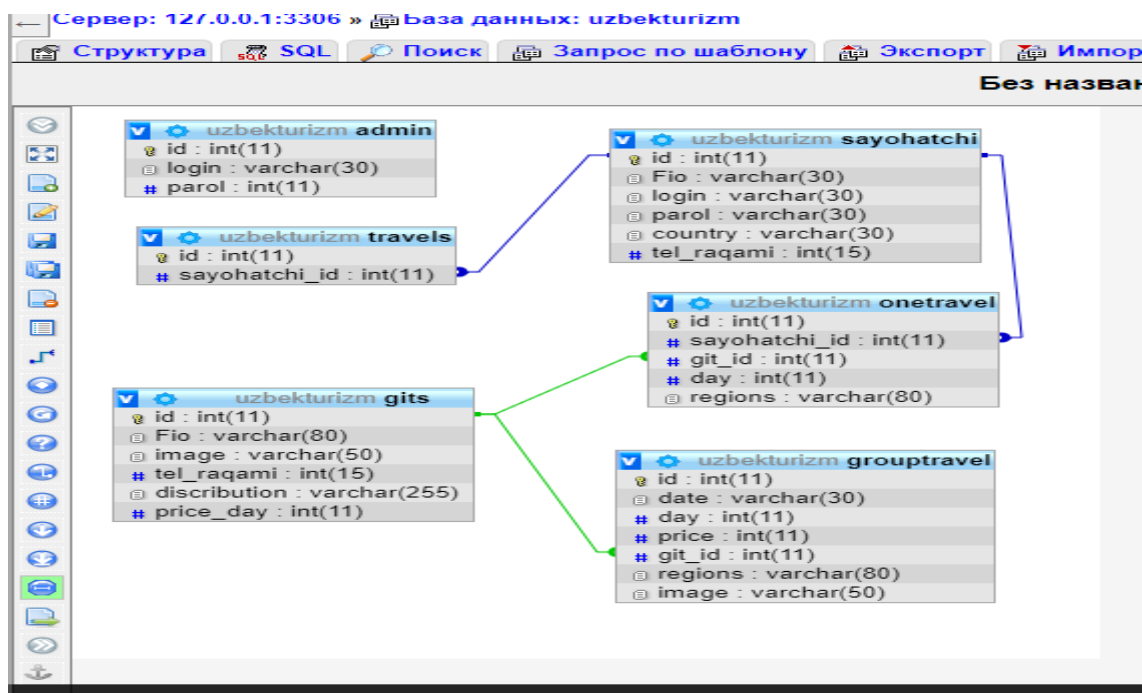 Сервер: 127.0.0.1:3306 » База данных: uzbekturizm
Структура SQL Поиск Запрос по шаблону Экспорт Импор
Без назван
uzbekturizm admin
id : int(11)
login : varchar(30)
# parol : int(11)
uzbekturizm travels
id : int(11)
# sayohatchi_id : int(11)
uzbekturizm sayohatchi
id : int(11)
Fio : varchar(30)
login : varchar(30)
parol : varchar(30)
country : varchar(30)
# tel_raqami : int(15)
uzbekturizm onetravel
id : int(11)
# sayohatchi_id : int(11)
# git_id : int(11)
# day : int(11)
regions : varchar(80)
uzbekturizm gits
id : int(11)
Fio : varchar(80)
image : varchar(50)
# tel_raqami : int(15)
discribution : varchar(255)
# price_day : int(11)
uzbekturizm grouptravel
id : int(11)
date : varchar(30)
# day : int(11)
# price : int(11)
# git_id : int(11)
regions : varchar(80)
image : varchar(50)